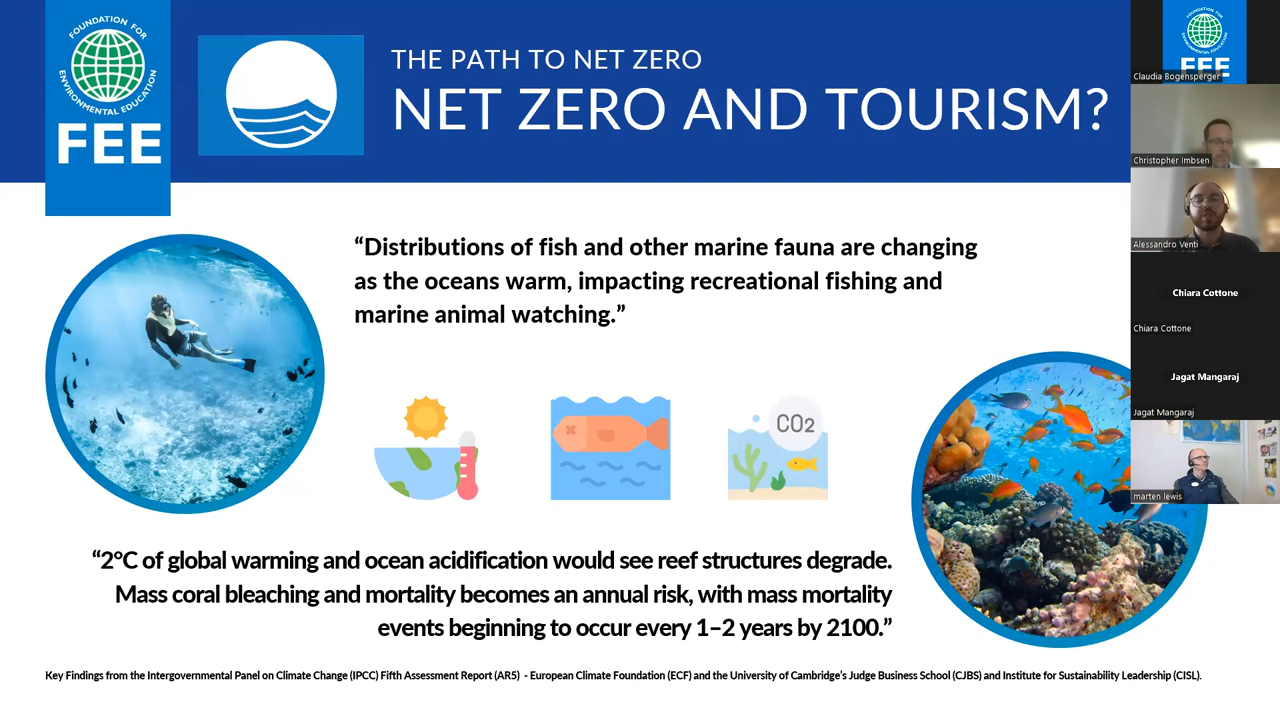 FOUNDATION FOR
ENVIRONMENTAL EDUCATION
FEE
THE PATH TO NET ZERO
NET ZERO AND TOURISM?
“Distributions of fish and other marine fauna are changing
as the oceans warm, impacting recreational fishing and
marine animal watching.”
CO2
“2°C of global warming and ocean acidification would see reef structures degrade.
Mass coral bleaching and mortality becomes an annual risk, with mass mortality
events beginning to occur every 1–2 years by 2100.”
Key Findings from the Intergovernmental Panel on Climate Change (IPCC) Fifth Assessment Report (AR5) - European Climate Foundation (ECF) and the University of Cambridge’s Judge Business School (CJBS) and Institute for Sustainability Leadership (CISL).
FEE
Claudia Bogensperger
Christopher Imbsen
Alessandro Venti
Chiara Cottone
Chiara Cottone
Jagat Mangaraj
Jagat Mangaraj
marten lewis